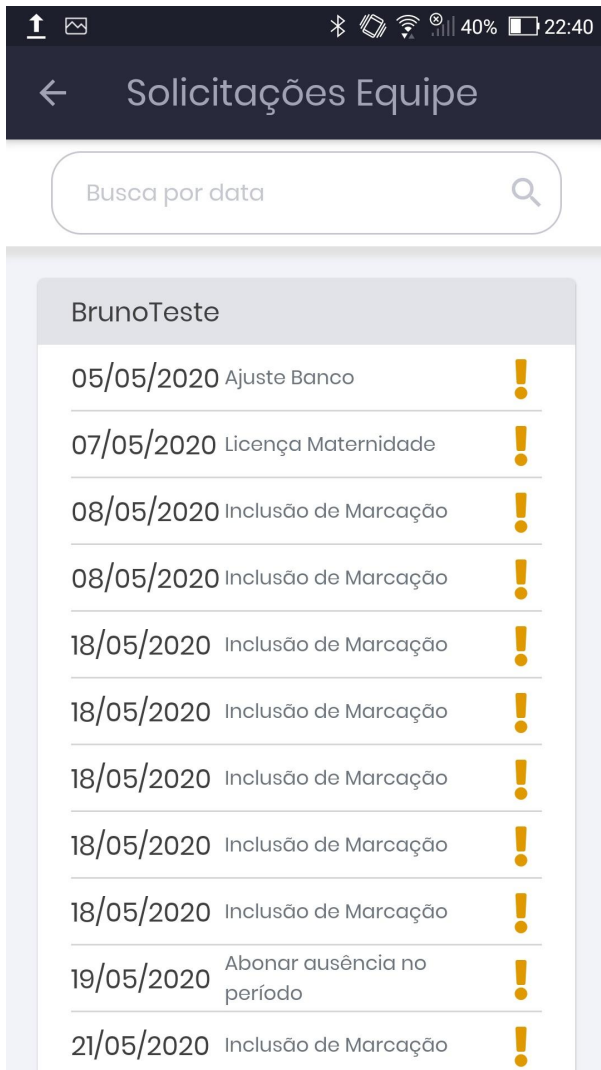 40% 22:40
Solicitações Equipe
Busca por data
BrunoTeste
05/05/2020 Ajuste Banco
07/05/2020 Licença Maternidade
08/05/2020 Inclusão de Marcação
08/05/2020 Inclusão de Marcação
18/05/2020 Inclusão de Marcação
18/05/2020 Inclusão de Marcação
18/05/2020 Inclusão de Marcação
18/05/2020 Inclusão de Marcação
18/05/2020 Inclusão de Marcação
19/05/2020 Abonar ausência no
período
21/05/2020 Inclusão de Marcação